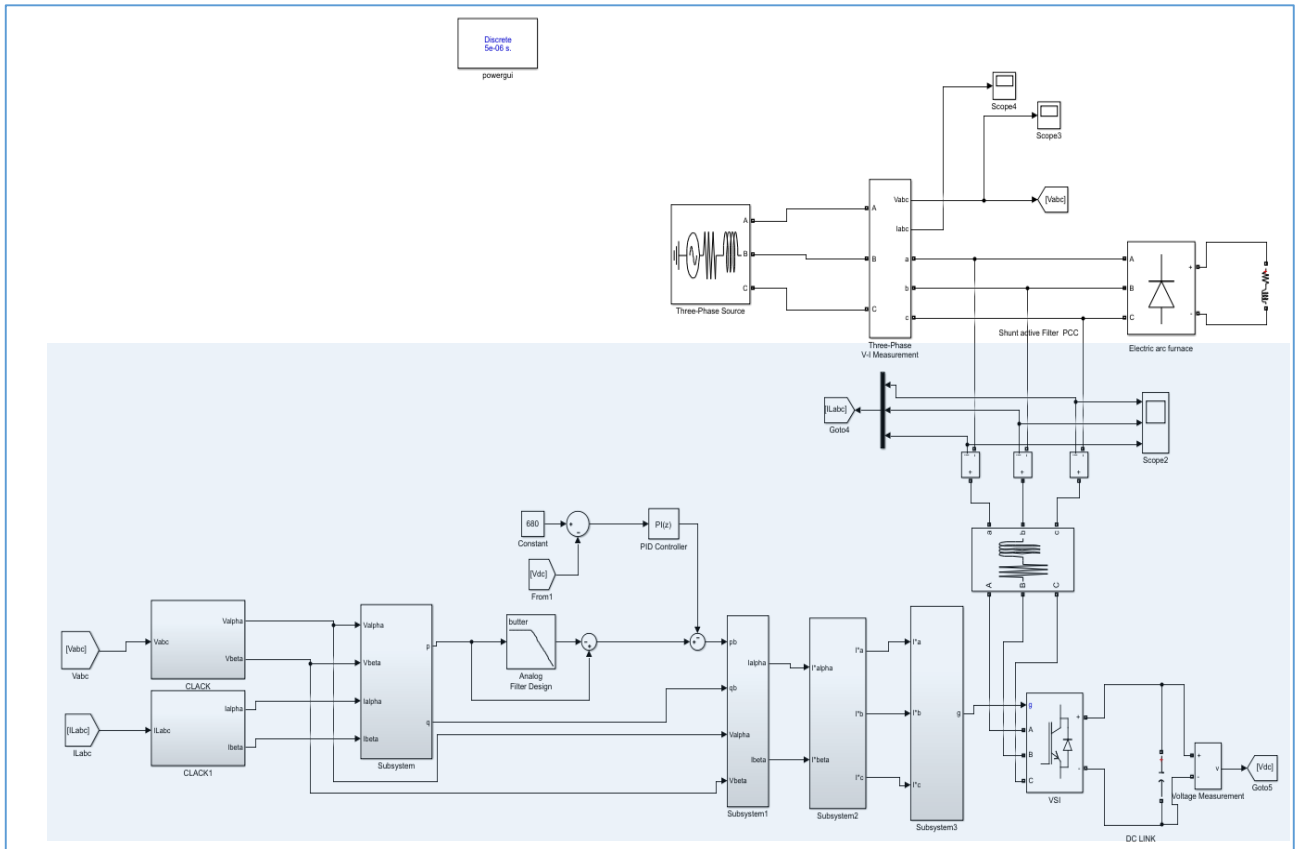 Discrete
5e-06 s.
powergui
Scope4
Scope3
Vabc
[Vabc]
Iabc
A
B
C
A
B
C
a
b
c
A
B
C
+
-
Three-Phase Source
Three-Phase
V-I Measurement
Shunt active Filter PCC
Electric arc furnace
[ILabc]
Goto4
Scope2
-
+
-
+
-
+
680
Constant
+
-
PI(z)
PID Controller
[Vdc]
From1
a
b
c
A
B
C
[Vabc]
Vabc
Vabc
Valpha
Vbeta
CLACK
[ILabc]
ILabc
ILabc
Ialpha
Ibeta
CLACK1
Valpha
Vbeta
Ialpha
Ibeta
p
q
Subsystem
butter
Analog
Filter Design
-
+
+
-
pb
qb
Valpha
Vbeta
Ialpha
Ibeta
Subsystem1
I*alpha
I*beta
I*a
I*b
I*c
Subsystem2
I*a
I*b
I*c
g
Subsystem3
g
A
B
C
+
-
VSI
+
DC LINK
+
-
v
Voltage Measurement
[Vdc]
Goto5